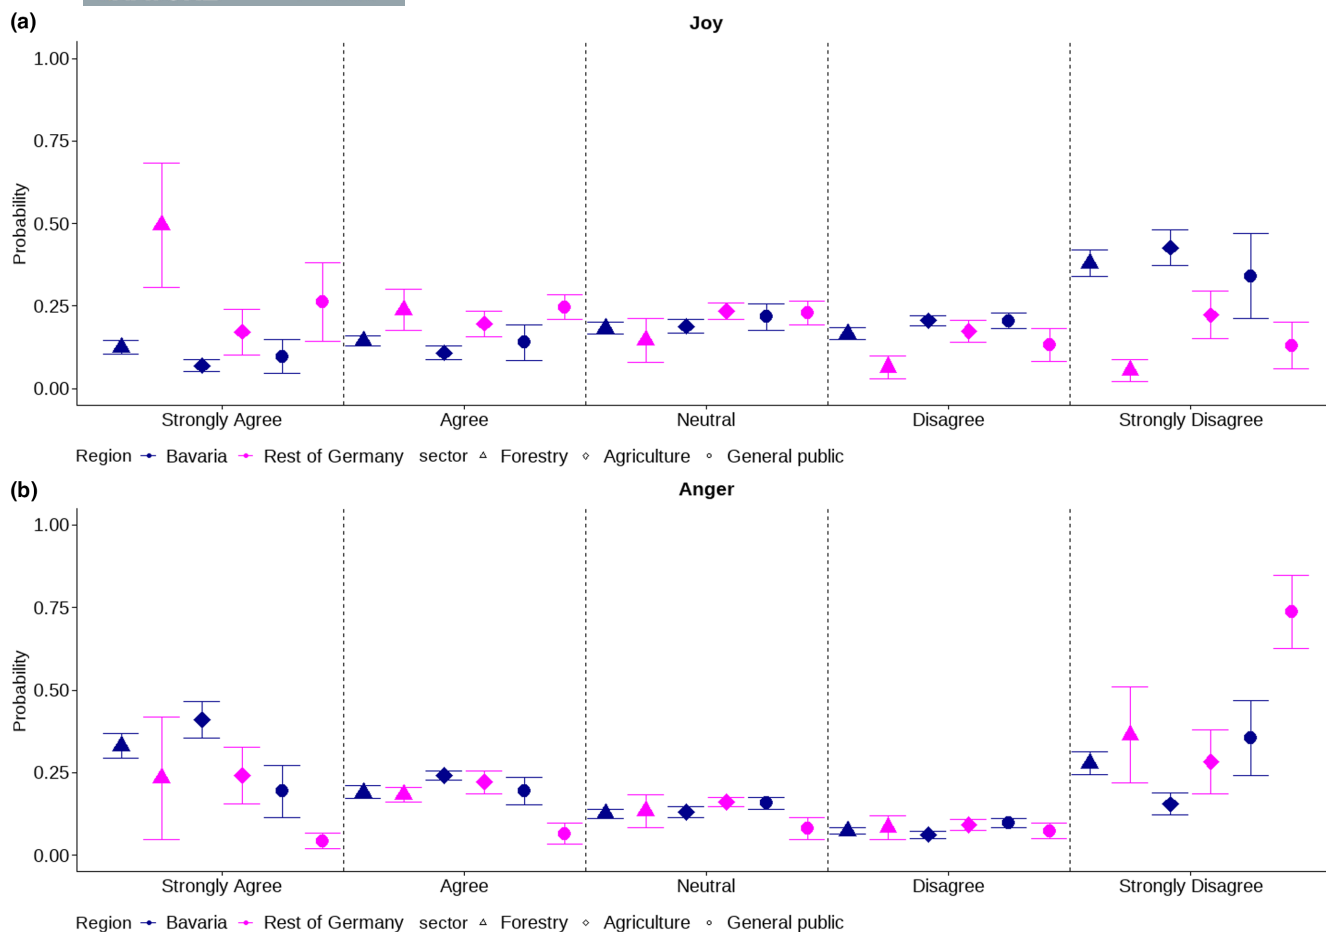 (a)
Joy
1.00
0.75
0.50
0.25
0.00
Probability
Strongly Agree Agree Neutral Disagree Strongly Disagree
Region Bavaria Rest of Germany sector Forestry Agriculture General public
(b)
Anger
1.00
0.75
0.50
0.25
0.00
Probability
Strongly Agree Agree Neutral Disagree Strongly Disagree
Region Bavaria Rest of Germany sector Forestry Agriculture General public